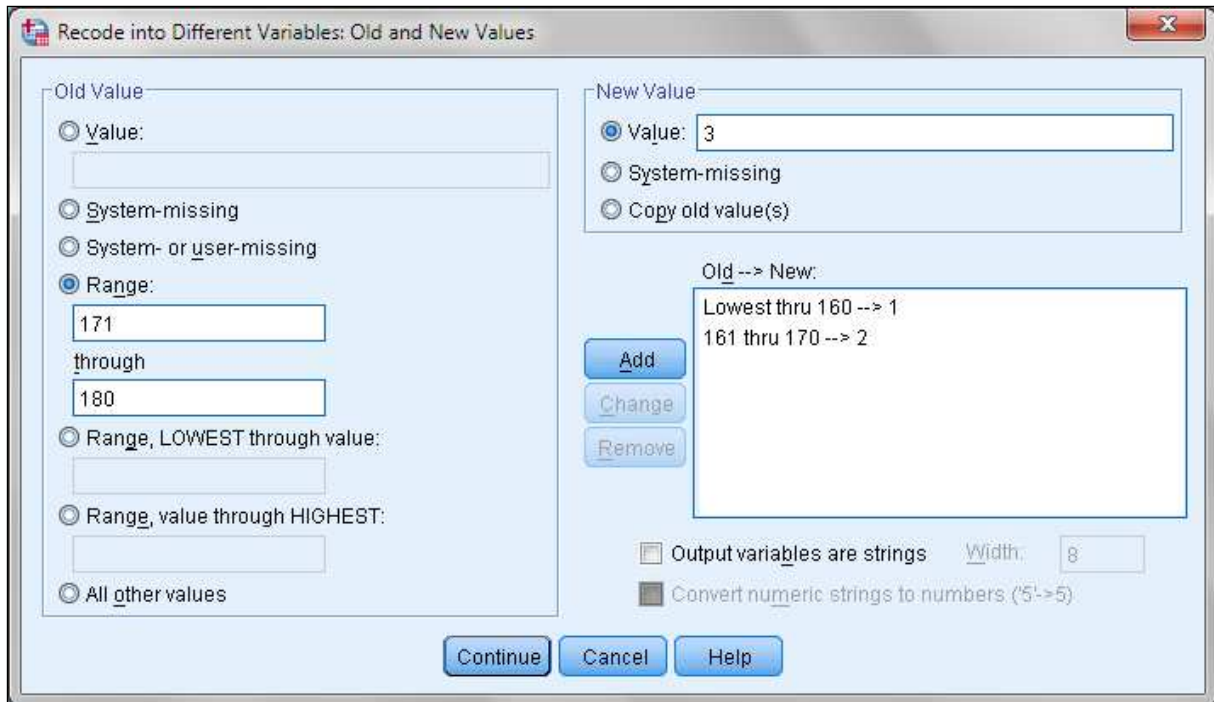 Recode into Different Variables: Old and New Values
Old Value
Value:
System-missing
System- or user-missing
Range:
171
through
180
Range, LOWEST through value:
Range, value through HIGHEST:
All other values
New Value
Value: 3
System-missing
Copy old value(s)
Old --> New:
Lowest thru 160 --> 1
161 thru 170 --> 2
Add
Change
Remove
Output variables are strings Width: 8
Convert numeric strings to numbers ('5'->5)
Continue Cancel Help